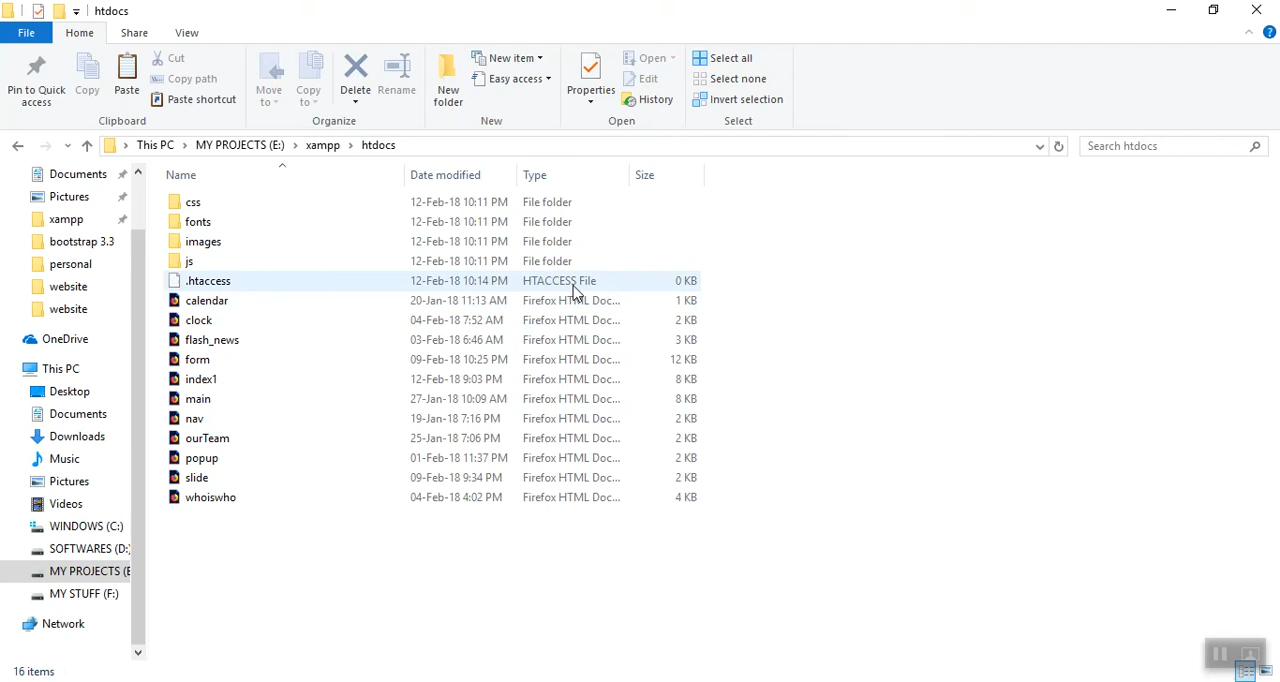 htdocs
File Home Share View
Pin to Quick access
Copy
Paste
Cut
Copy path
Paste shortcut
Clipboard
Move to
Copy to
Delete
Rename
Organize
New folder
New item
Easy access
New
Properties
Open
Edit
History
Open
Select all
Select none
Invert selection
Select
This PC > MY PROJECTS (E:) > xampp > htdocs
Search htdocs
Documents
Pictures
xampp
bootstrap 3.3
personal
website
website
OneDrive
This PC
Desktop
Documents
Downloads
Music
Pictures
Videos
WINDOWS (C:)
SOFTWARES (D:)
MY PROJECTS (E
MY STUFF (F:)
Network
Name Date modified Type Size
css 12-Feb-18 10:11 PM File folder
fonts 12-Feb-18 10:11 PM File folder
images 12-Feb-18 10:11 PM File folder
js 12-Feb-18 10:11 PM File folder
.htaccess 12-Feb-18 10:14 PM HTACCESS File 0 KB
calendar 20-Jan-18 11:13 AM Firefox HTML Doc... 1 KB
clock 04-Feb-18 7:52 AM Firefox HTML Doc... 2 KB
flash_news 03-Feb-18 6:46 AM Firefox HTML Doc... 3 KB
form 09-Feb-18 10:25 PM Firefox HTML Doc... 12 KB
index1 12-Feb-18 9:03 PM Firefox HTML Doc... 8 KB
main 27-Jan-18 10:09 AM Firefox HTML Doc... 8 KB
nav 19-Jan-18 7:16 PM Firefox HTML Doc... 2 KB
ourTeam 25-Jan-18 7:06 PM Firefox HTML Doc... 2 KB
popup 01-Feb-18 11:37 PM Firefox HTML Doc... 2 KB
slide 09-Feb-18 9:34 PM Firefox HTML Doc... 2 KB
whoiswho 04-Feb-18 4:02 PM Firefox HTML Doc... 4 KB
16 items